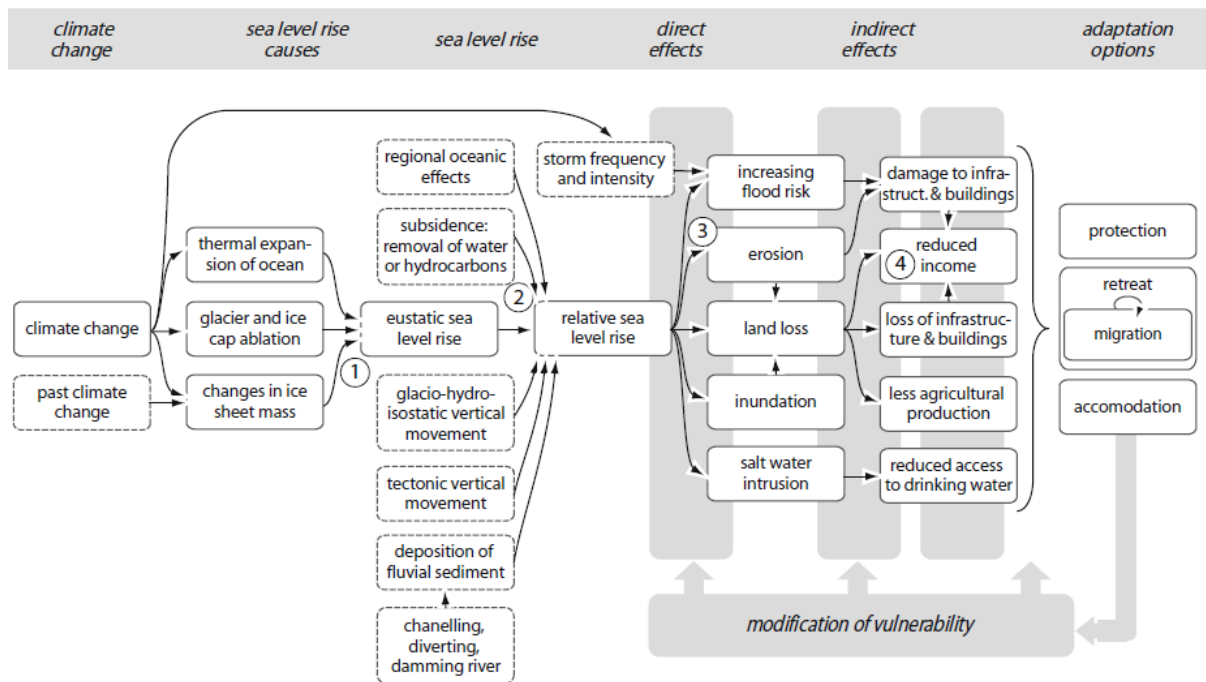 climate
change
sea level rise
causes
sea level rise
direct
effects
indirect
effects
adaptation
options
regional oceanic
effects
storm frequency
and intensity
increasing
flood risk
damage to infra-
struct. & buildings
subsidence:
removal of water
or hydrocarbons
thermal expan-
sion of ocean
3
erosion
4
reduced
income
protection
2
climate change
glacier and ice
cap ablation
eustatic sea
level rise
relative sea
level rise
land loss
loss of infrastruc-
ture & buildings
retreat
migration
1
past climate
change
changes in ice
sheet mass
glacio-hydro-
isostatic vertical
movement
inundation
less agricultural
production
accomodation
tectonic vertical
movement
salt water
intrusion
reduced access
to drinking water
deposition of
fluvial sediment
chanelling,
diverting,
damming river
modification of vulnerability